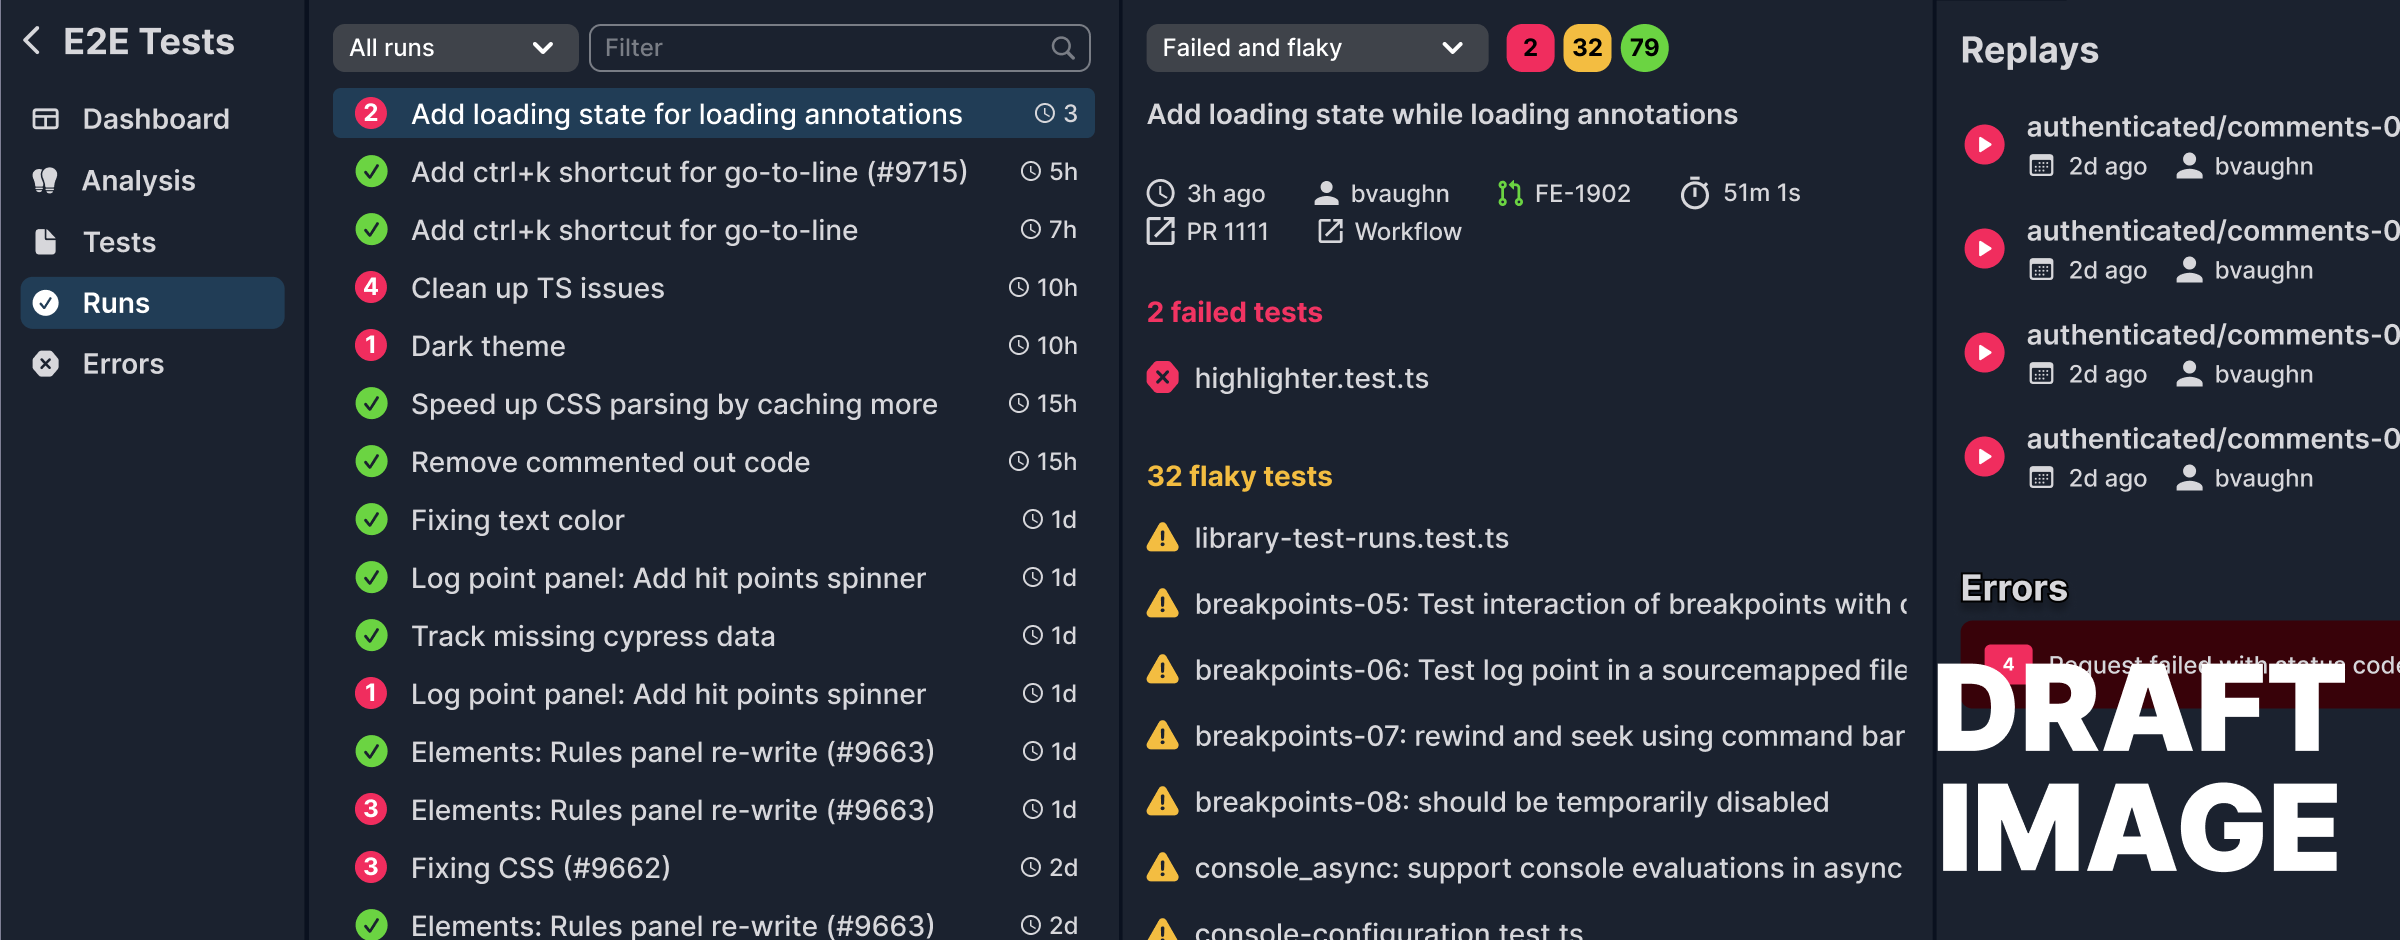 E2E Tests
Dashboard
Analysis
Tests
Runs
Errors
All runs
Filter
2 Add loading state for loading annotations 3
Add ctrl+k shortcut for go-to-line (#9715) 5h
Add ctrl+k shortcut for go-to-line 7h
4 Clean up TS issues 10h
1 Dark theme 10h
Speed up CSS parsing by caching more 15h
Remove commented out code 15h
Fixing text color 1d
Log point panel: Add hit points spinner 1d
Track missing cypress data 1d
1 Log point panel: Add hit points spinner 1d
Elements: Rules panel re-write (#9663) 1d
3 Elements: Rules panel re-write (#9663) 1d
3 Fixing CSS (#9662) 2d
Elements: Rules panel re-write (#9663) 2d
Failed and flaky 2 32 79
Add loading state while loading annotations
3h ago bvaughn FE-1902 51m 1s
PR 1111 Workflow
2 failed tests
highlighter.test.ts
32 flaky tests
library-test-runs.test.ts
breakpoints-05: Test interaction of breakpoints with
breakpoints-06: Test log point in a sourcemapped file
breakpoints-07: rewind and seek using command bar
breakpoints-08: should be temporarily disabled
console_async: support console evaluations in async
console-configuration.test.ts
Replays
authenticated/comments-0
2d ago bvaughn
authenticated/comments-0
2d ago bvaughn
authenticated/comments-0
2d ago bvaughn
authenticated/comments-0
2d ago bvaughn
Errors
4 Request failed with status code
DRAFT
IMAGE